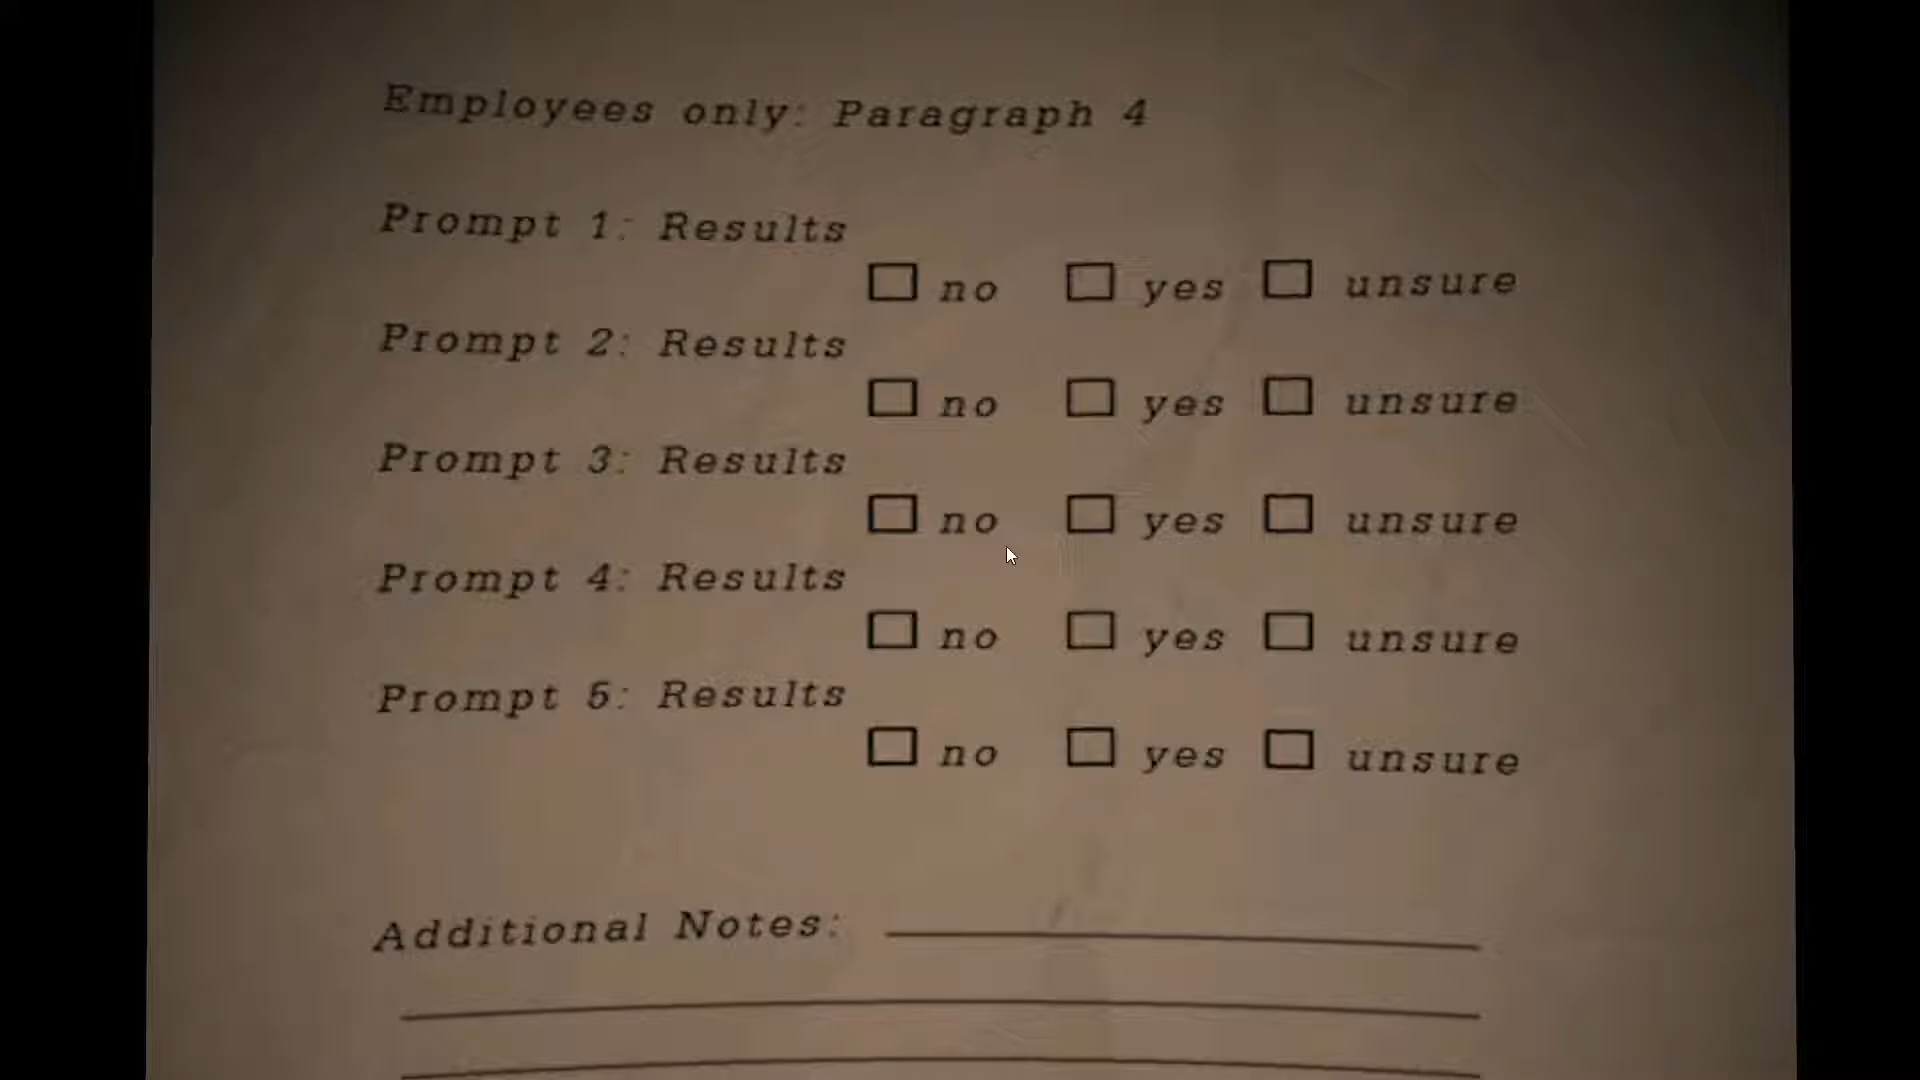 Employees only: Paragraph 4
Prompt 1: Results
no yes unsure
Prompt 2: Results
no yes unsure
Prompt 3: Results
no yes unsure
Prompt 4: Results
no yes unsure
Prompt 5: Results
no yes unsure
Additional Notes: